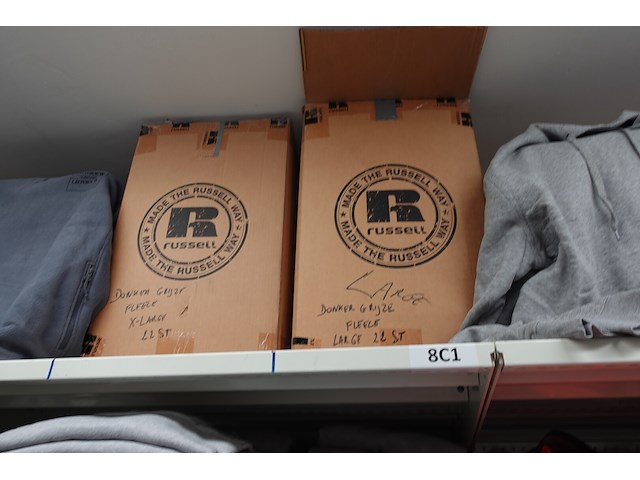 MADE THE RUSSELL WAY
R
RUSSELL
MADE THE RUSSELL WAY
DONKER GRIJZE
FLEECE
X-LARGE
22 ST
MADE THE RUSSELL WAY
R
RUSSELL
MADE THE RUSSELL WAY
LARGE
DONKER GRIJZE
FLEECE
LARGE 22 ST
8C1